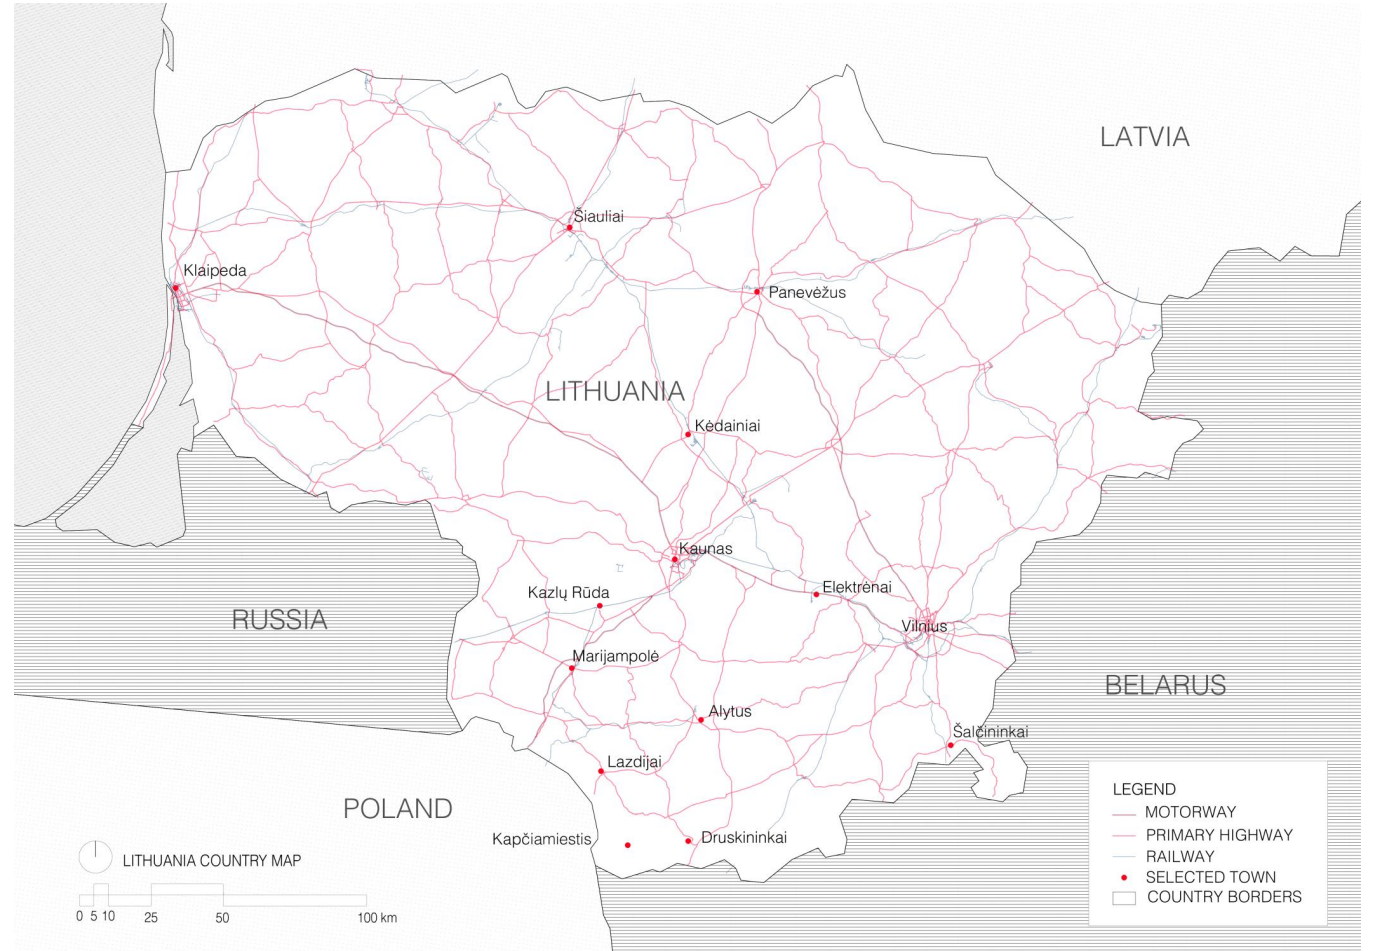 LATVIA
Šiauliai
Klaipeda
Panevėžus
LITHUANIA
Kėdainiai
Kaunas
Elektrėnai
Kazlų Rūda
RUSSIA
Vilnius
Marijampolė
BELARUS
Alytus
Šalčininkai
Lazdijai
POLAND
Kapčiamiestis
Druskininkai
LITHUANIA COUNTRY MAP
0 5 10 25 50 100 km
LEGEND
MOTORWAY
PRIMARY HIGHWAY
RAILWAY
SELECTED TOWN
COUNTRY BORDERS